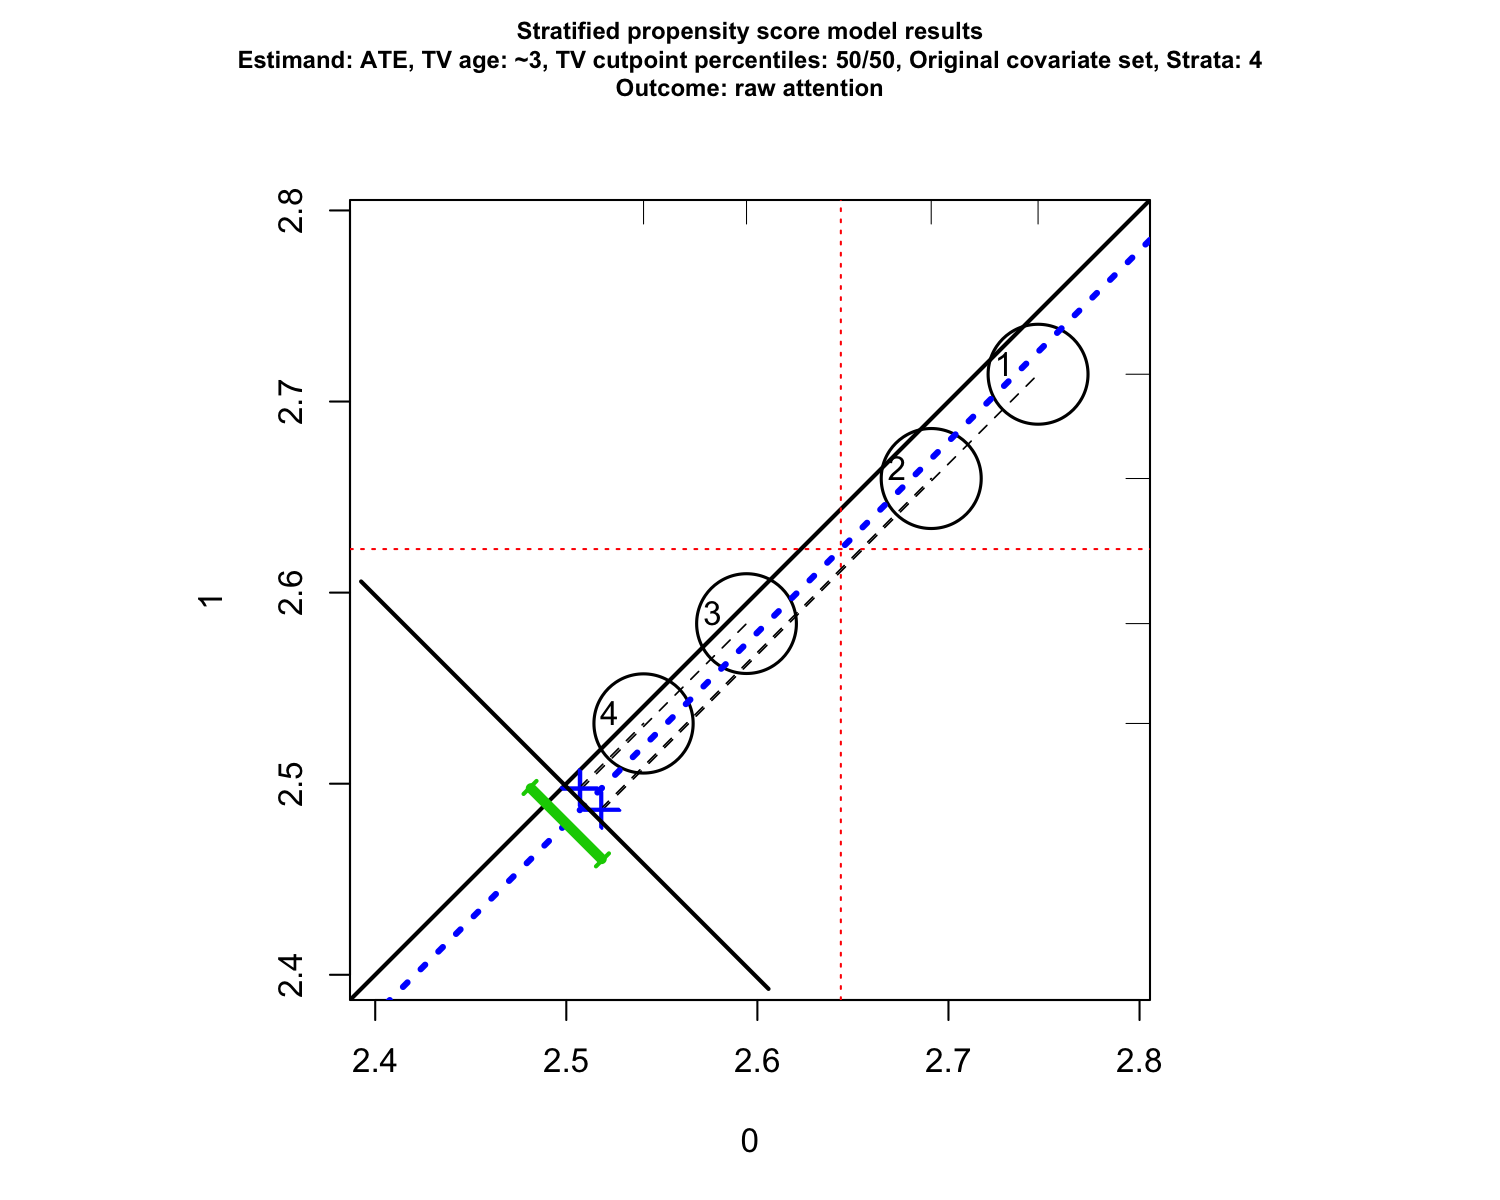 Stratified propensity score model results
Estimand: ATE, TV age: ~3, TV cutpoint percentiles: 50/50, Original covariate set, Strata: 4
Outcome: raw attention
2.8
2.7
2.6
2.5
2.4
1
1
2
3
4
2.4 2.5 2.6 2.7 2.8
0